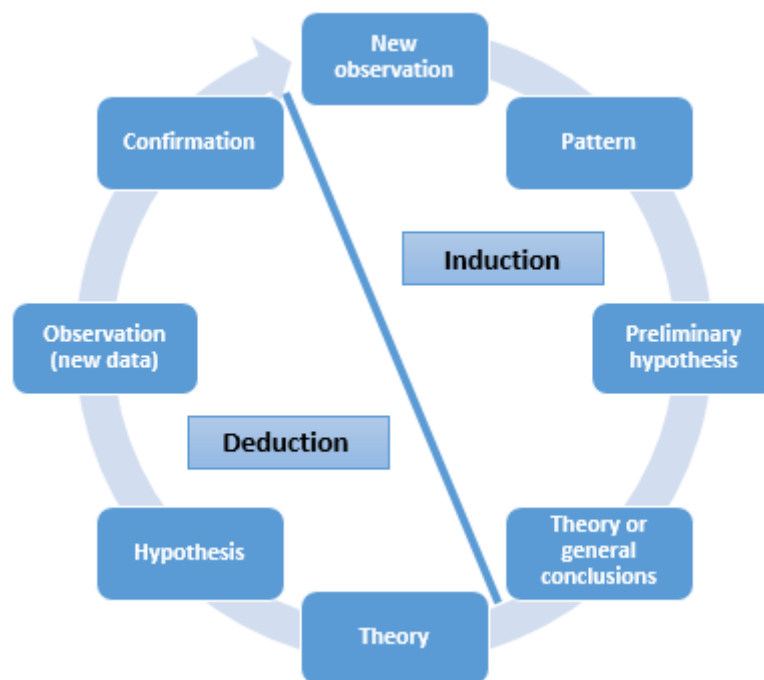 New
observation
Pattern
Induction
Preliminary
hypothesis
Theory or
general
conclusions
Theory
Hypothesis
Deduction
Observation
(new data)
Confirmation